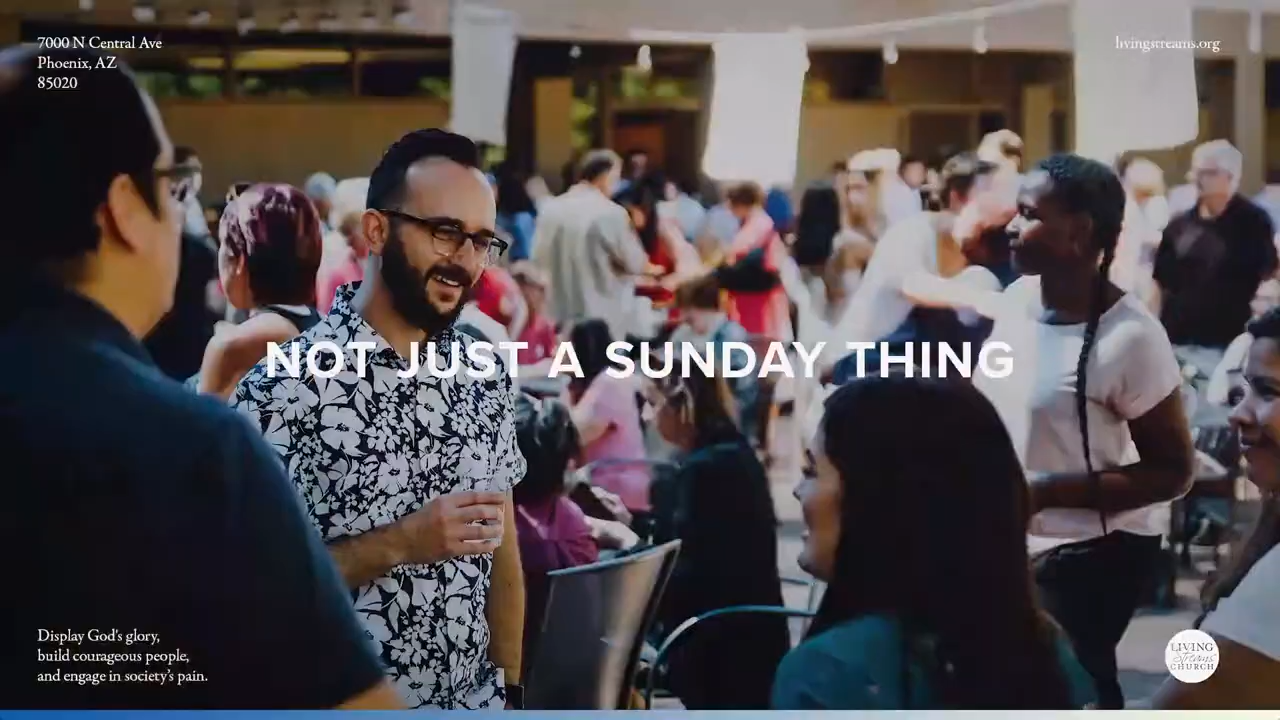 7000 N Central Ave
Phoenix, AZ
85020
livingstreams.org
NOT JUST A SUNDAY THING
Display God's glory,
build courageous people,
and engage in society's pain.
LIVING
Streams
CHURCH